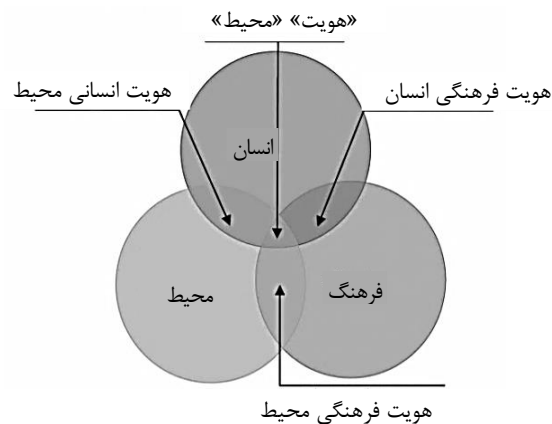 «هویت» «محیط»
هویت فرهنگی انسان
هویت انسانی محیط
انسان
فرهنگ
محیط
هویت فرهنگی محیط